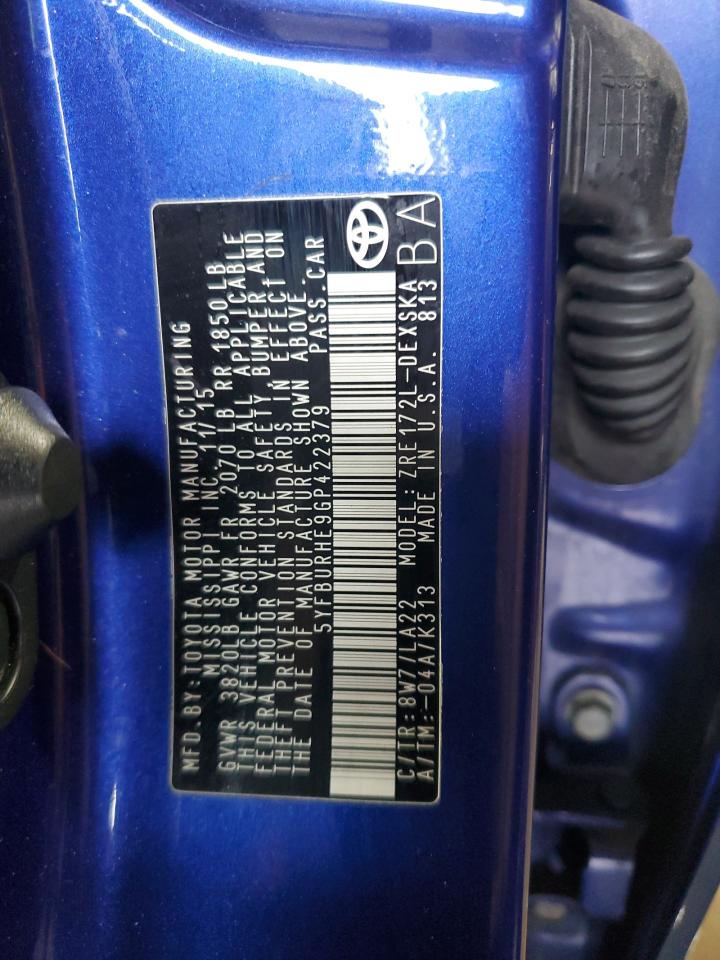 MFD.BY:TOYOTA MOTOR MANUFACTURING
MISSISSIPPI INC. 11/15
GVWR 3820LB GAWR FR 2070 LB RR 1850 LB
THIS VEHICLE CONFORMS TO ALL APPLICABLE
FEDERAL MOTOR VEHICLE SAFETY BUMPER,AND
THEFT PREVENTION STANDARDS IN EFFECT ON
THE DATE OF MANUFACTURE SHOWN ABOVE.
5YFBURHE9GP422379 PASS.CAR
C/TR:8W7/LA22 MODEL:ZRE172L-DEXSKA
A/TM:-04A/K313 MADE IN U.S.A. 813
BA